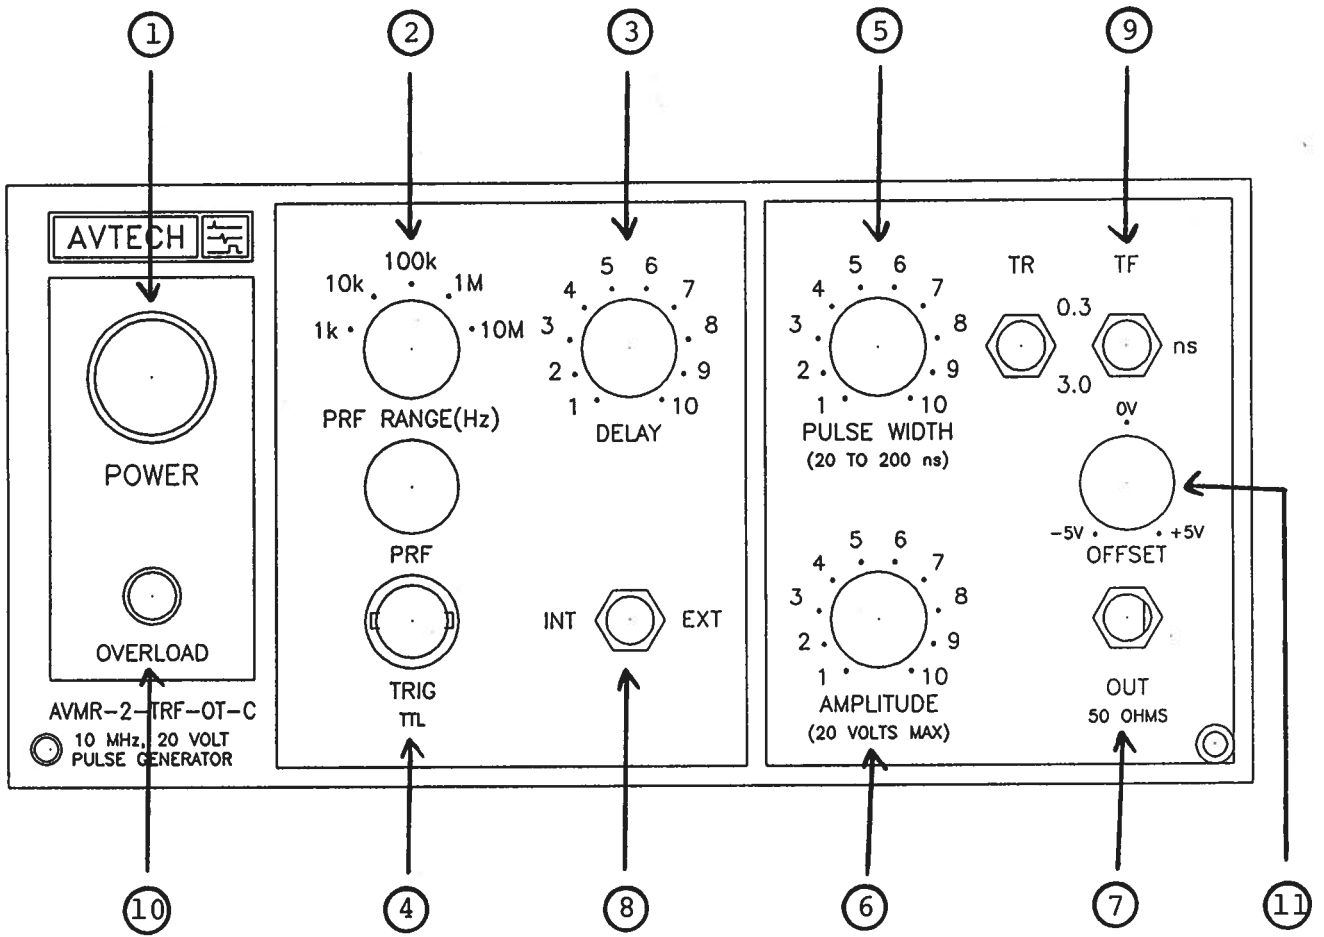 1 2 3 5 9
AVTECH
POWER
OVERLOAD
AVMR-2-TRF-OT-C
10 MHz, 20 VOLT
PULSE GENERATOR
1k 10k 100k 1M 10M
PRF RANGE(Hz)
PRF
TRIG
TTL
1 2 3 4 5 6 7 8 9 10
DELAY
INT EXT
1 2 3 4 5 6 7 8 9 10
PULSE WIDTH
(20 TO 200 ns)
1 2 3 4 5 6 7 8 9 10
AMPLITUDE
(20 VOLTS MAX)
TR TF
0.3
ns
3.0
0V
-5V +5V
OFFSET
OUT
50 OHMS
10 4 8 6 7 11